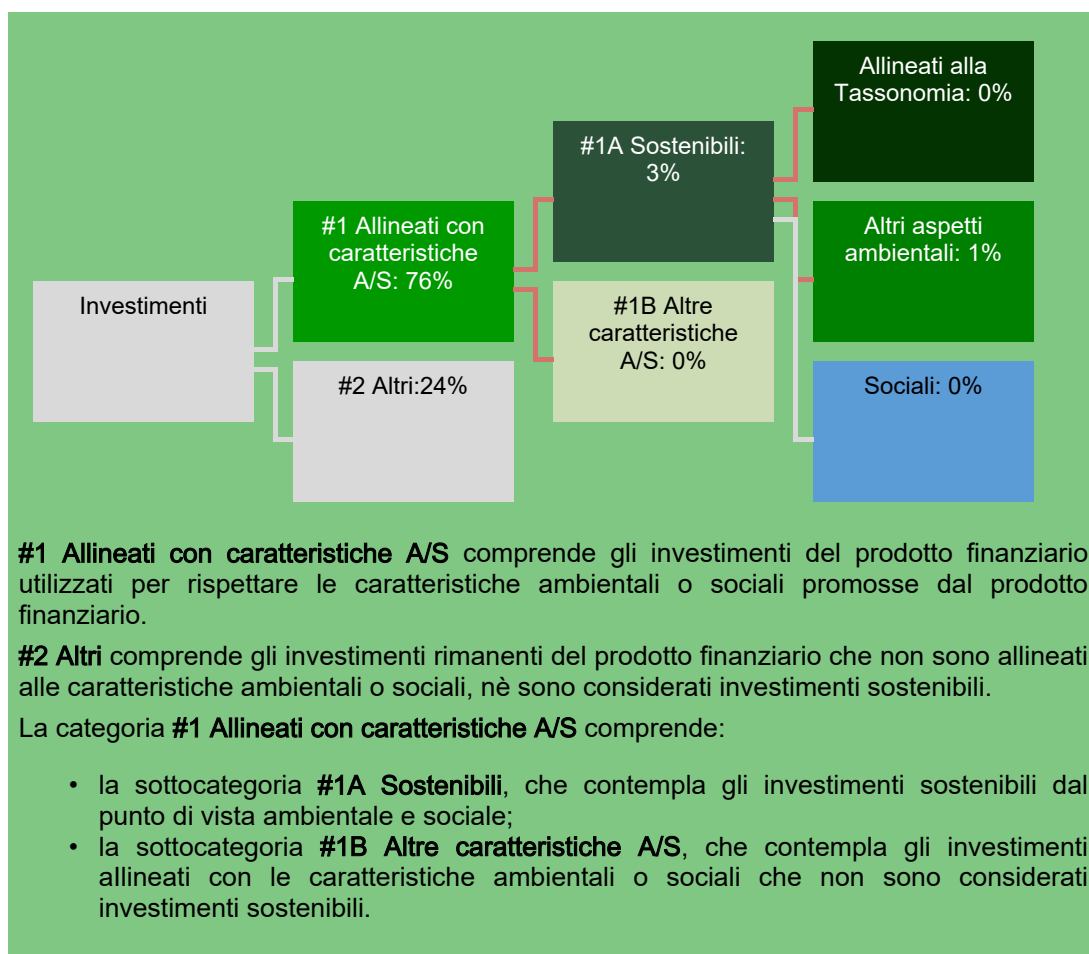 Allineati alla
Tassonomia: 0%
#1A Sostenibili:
3%
#1 Allineati con
caratteristiche
A/S: 76%
Altri aspetti
ambientali: 1%
Investimenti
#1B Altre
caratteristiche
A/S: 0%
#2 Altri:24%
Sociali: 0%
#1 Allineati con caratteristiche A/S comprende gli investimenti del prodotto finanziario
utilizzati per rispettare le caratteristiche ambientali o sociali promosse dal prodotto
finanziario.
#2 Altri comprende gli investimenti rimanenti del prodotto finanziario che non sono allineati
alle caratteristiche ambientali o sociali, nè sono considerati investimenti sostenibili.
La categoria #1 Allineati con caratteristiche A/S comprende:
• la sottocategoria #1A Sostenibili, che contempla gli investimenti sostenibili dal
punto di vista ambientale e sociale;
• la sottocategoria #1B Altre caratteristiche A/S, che contempla gli investimenti
allineati con le caratteristiche ambientali o sociali che non sono considerati
investimenti sostenibili.